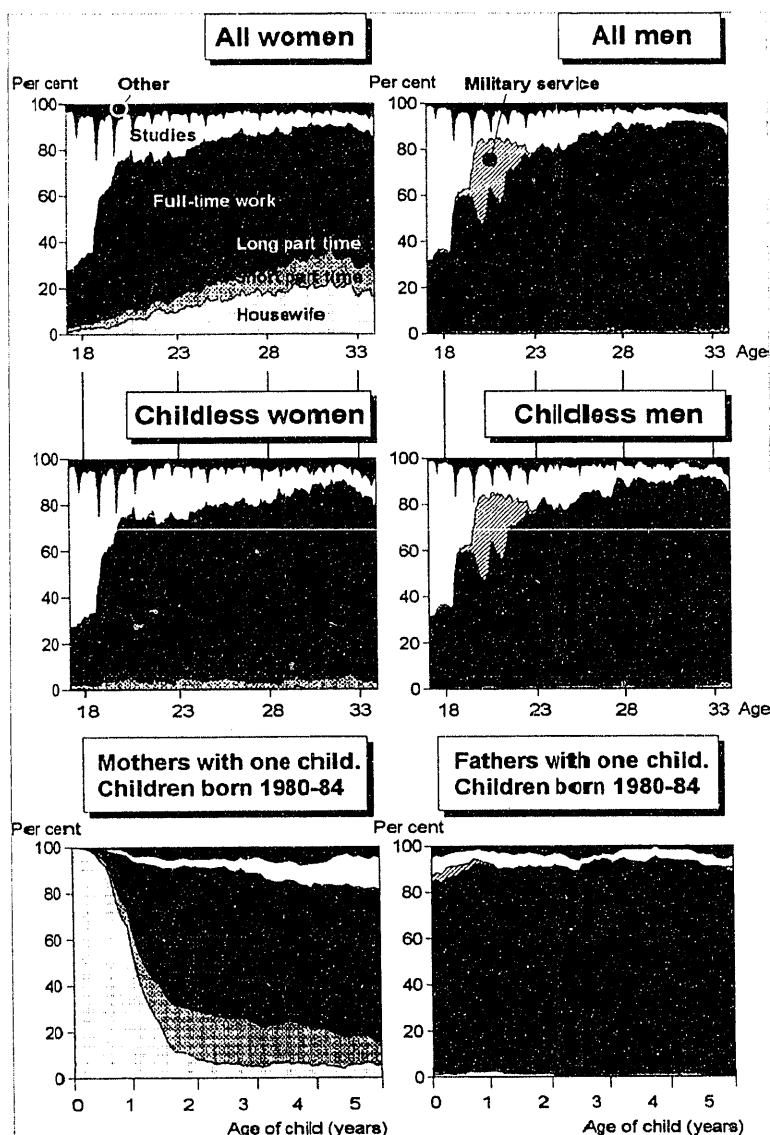 All women
All men
Per cent
Other
Per cent
Military service
100
80
60
40
20
0
Studies
Full-time work
Long part time
Short part time
Housewife
18
23
28
33
100
80
60
40
20
0
18
23
28
33
Age
Childless women
Childless men
100
80
60
40
20
0
18
23
28
33
100
80
60
40
20
0
18
23
28
33
Age
Mothers with one child.
Children born 1980-84
Fathers with one child.
Children born 1980-84
Per cent
Per cent
100
80
60
40
20
0
0
1
2
3
4
5
Age of child (years)
100
80
60
40
20
0
0
1
2
3
4
5
Age of child (years)